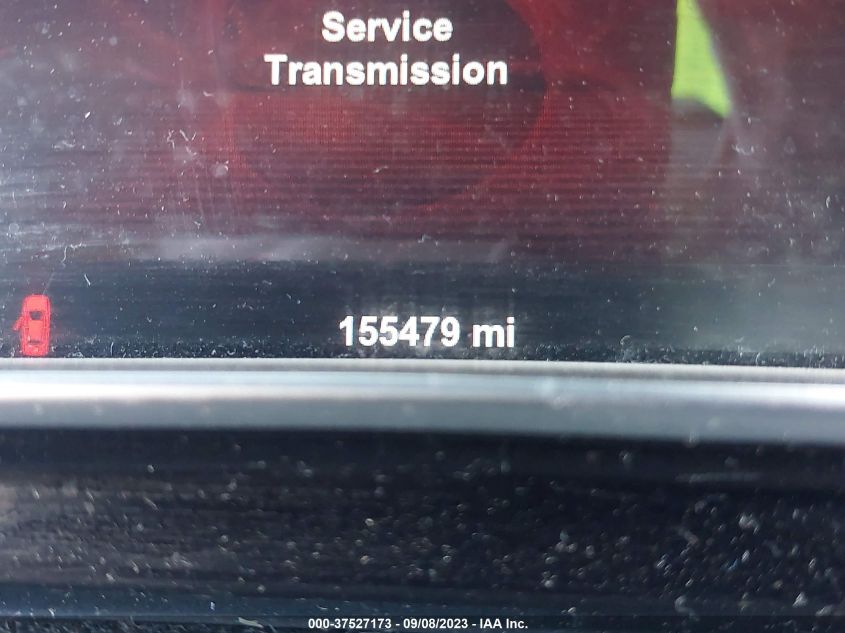 Service
Transmission
155479 mi
000-37527173 - 09/08/2023 - IAA Inc.